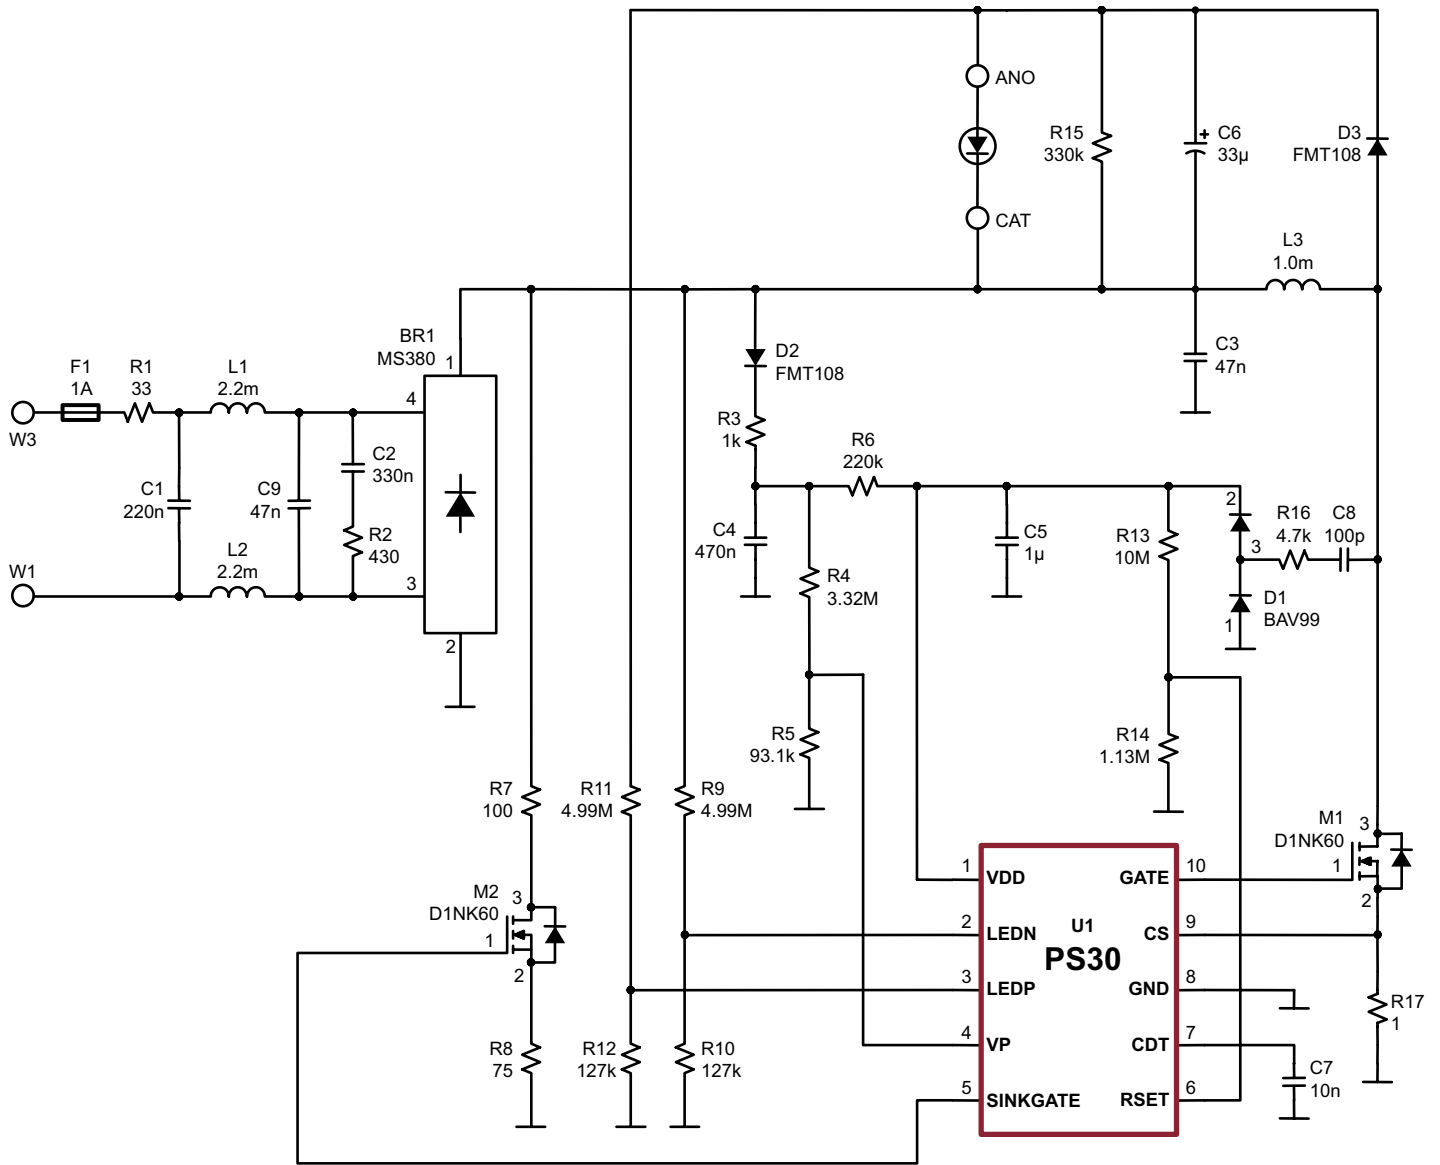 ANO
R15
330k
+ C6
33µ
D3
FMT108
CAT
L3
1.0m
BR1
MS380
1
D2
FMT108
C3
47n
F1
1A
R1
33
L1
2.2m
4
W3
R3
1k
R6
220k
C2
330n
C1
220n
C9
47n
R2
430
C4
470n
C5
1µ
R13
10M
2
R16
4.7k
C8
100p
3
L2
2.2m
W1
3
R4
3.32M
D1
BAV99
1
2
R5
93.1k
R14
1.13M
R7
100
R11
4.99M
R9
4.99M
M1
D1NK60
3
1
2
1
VDD
GATE
10
M2
D1NK60
3
1
2
2
LEDN
U1
PS30
CS
9
3
LEDP
GND
8
R17
1
R8
75
R12
127k
R10
127k
4
VP
CDT
7
C7
10n
5
SINKGATE
RSET
6